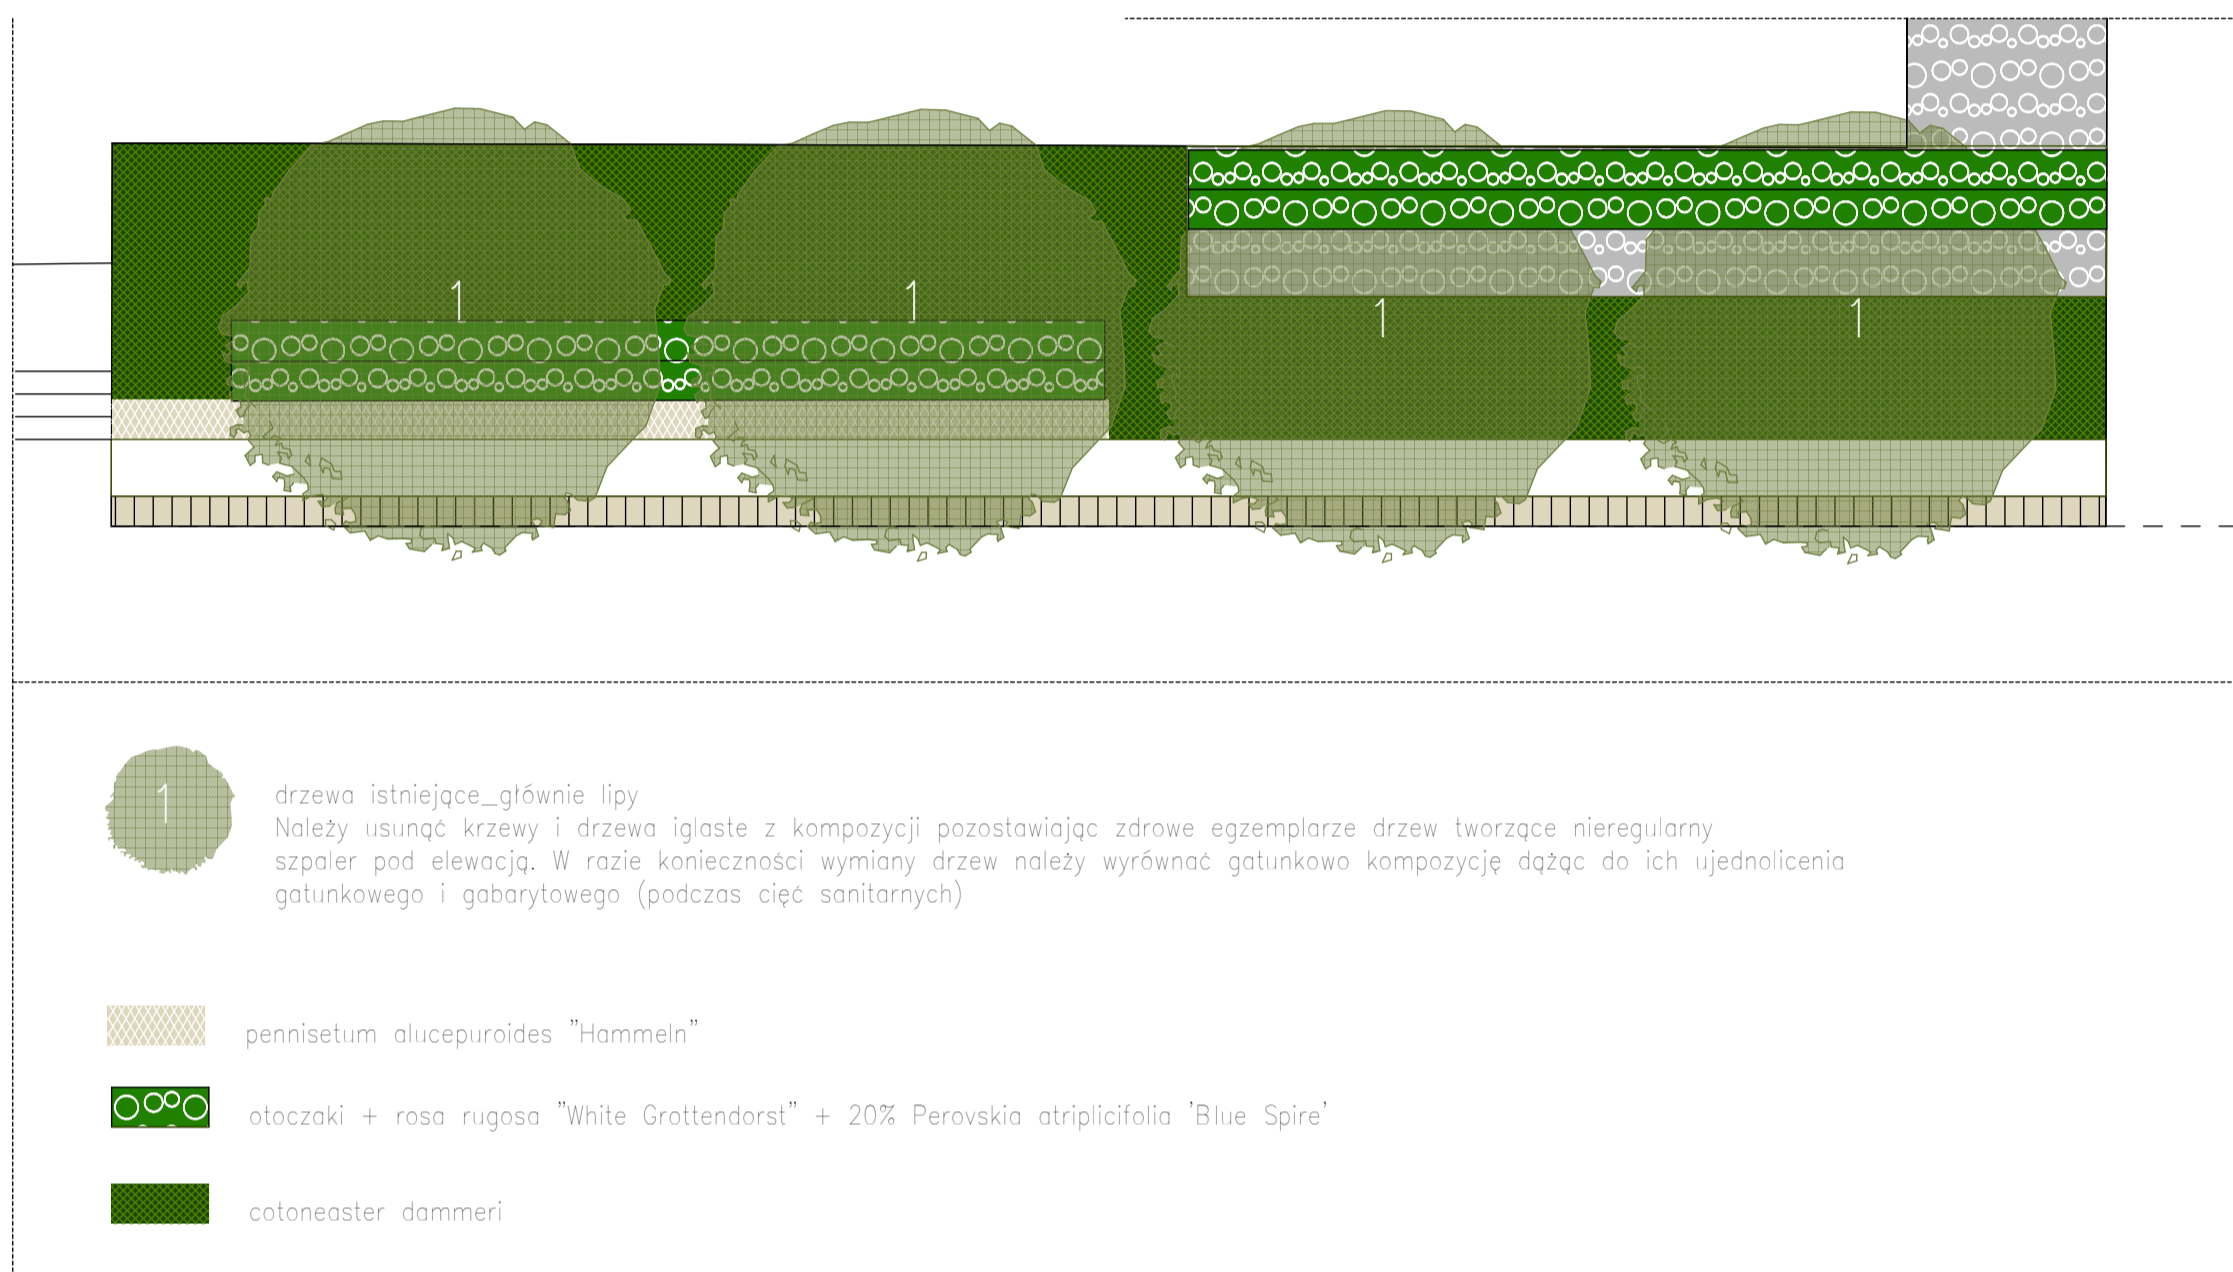 1 1 1 1
1
drzewa istniejące_głównie lipy
Należy usunąć krzewy i drzewa iglaste z kompozycji pozostawiając zdrowe egzemplarze drzew tworzące nieregularny
szpaler pod elewacją. W razie konieczności wymiany drzew należy wyrównać gatunkowo kompozycję dążąc do ich ujednolicenia
gatunkowego i gabarytowego (podczas cięć sanitarnych)
pennisetum alucepuroides "Hammeln"
otoczaki + rosa rugosa "White Grottendorst" + 20% Perovskia atriplicifolia 'Blue Spire'
cotoneaster dammeri